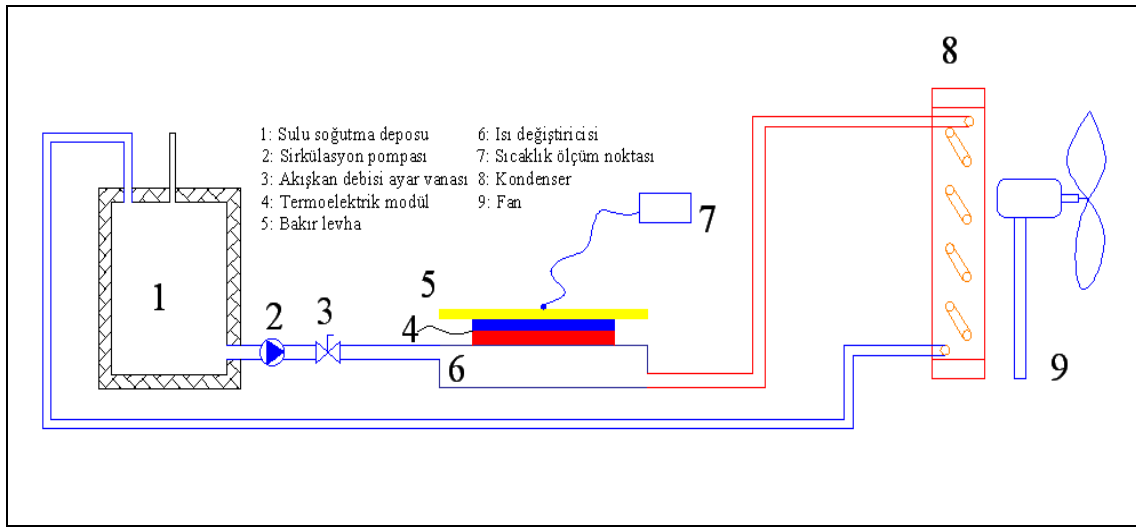 8
1: Sulu soğutma deposu
2: Sirkülasyon pompası
3: Akışkan debisi ayar vanası
4: Termoelektrik modül
5: Bakır levha
6: Isı değiştiricisi
7: Sıcaklık ölçüm noktası
8: Kondenser
9: Fan
7
5
1
2
3
4
6
9